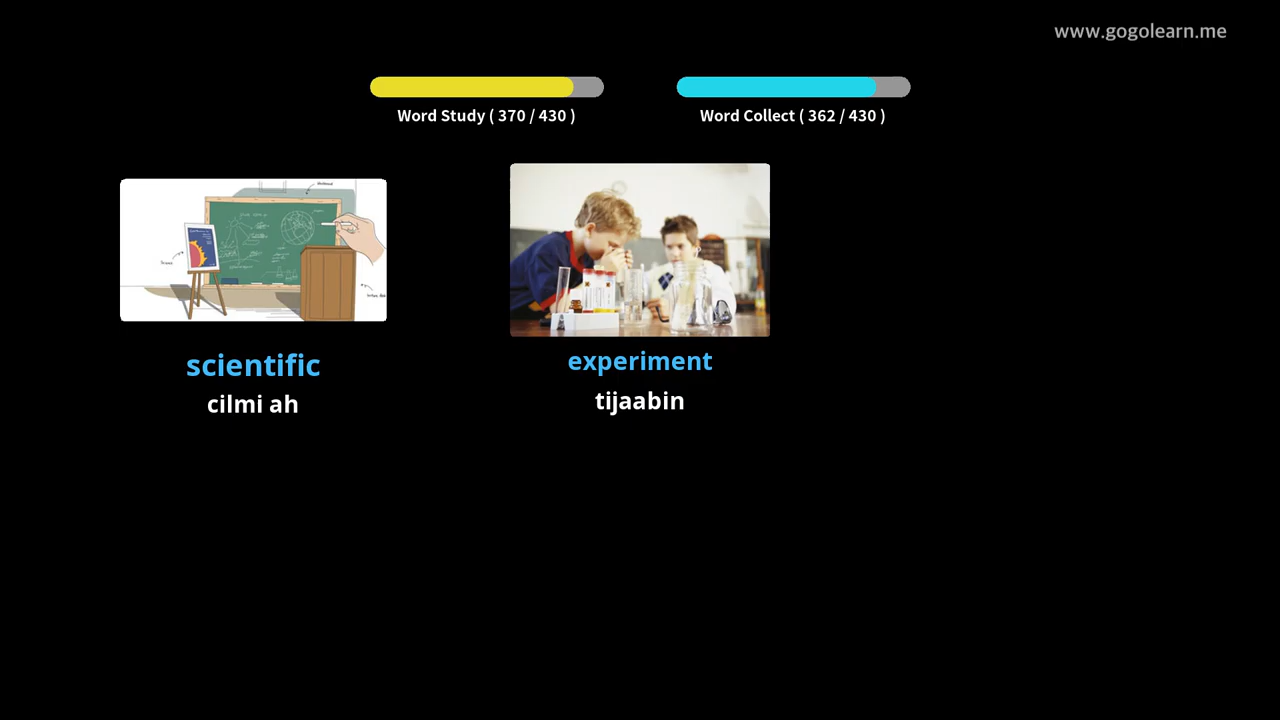 www.gogolearn.me
Word Study ( 370 / 430 )
Word Collect ( 362 / 430 )
scientific
cilmi ah
experiment
tijaabin